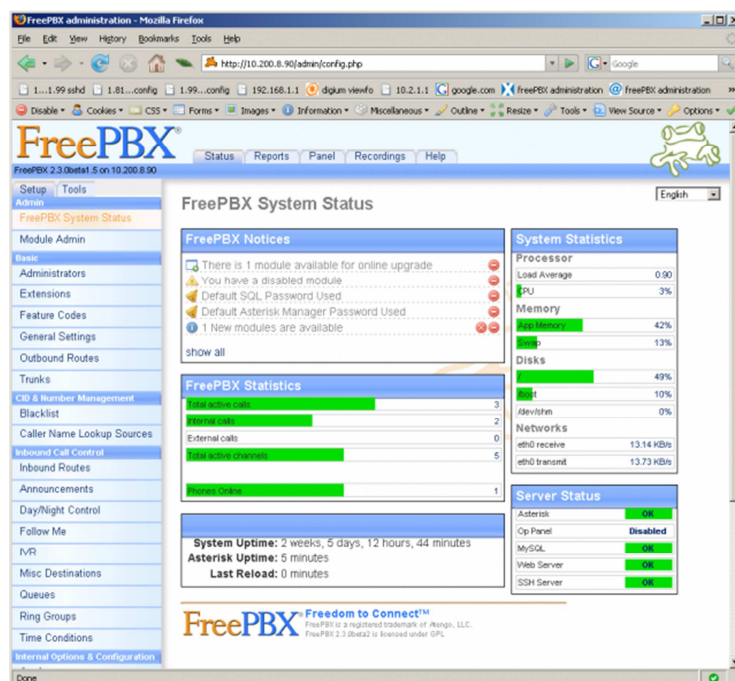 FreePBX administration - Mozilla Firefox
File Edit View History Bookmarks Tools Help
http://10.200.8.90/admin/config.php
Google
1...1.99 sshd 1.81...config 1.99...config 192.168.1.1 digium viewfo 10.2.1.1 google.com freePBX administration freePBX administration »
Disable Cookies CSS Forms Images Information Miscellaneous Outline Resize Tools View Source Options
FreePBX®
Status Reports Panel Recordings Help
FreePBX 2.3.0beta1.5 on 10.200.8.90
Setup Tools
English
Admin
FreePBX System Status
Module Admin
Basic
Administrators
Extensions
Feature Codes
General Settings
Outbound Routes
Trunks
CID & Number Management
Blacklist
Caller Name Lookup Sources
Inbound Call Control
Inbound Routes
Announcements
Day/Night Control
Follow Me
IVR
Misc Destinations
Queues
Ring Groups
Time Conditions
Internal Options & Configuration
FreePBX System Status
FreePBX Notices
There is 1 module available for online upgrade
You have a disabled module
Default SQL Password Used
Default Asterisk Manager Password Used
1 New modules are available
show all
FreePBX Statistics
Total active calls 3
Internal calls 2
External calls 0
Total active channels 5
Phones Online 1
System Uptime: 2 weeks, 5 days, 12 hours, 44 minutes
Asterisk Uptime: 5 minutes
Last Reload: 0 minutes
System Statistics
Processor
Load Average 0.90
CPU 3%
Memory
App Memory 42%
Swap 13%
Disks
/ 49%
/boot 10%
/dev/shm 0%
Networks
eth0 receive 13.14 KB/s
eth0 transmit 13.73 KB/s
Server Status
Asterisk OK
Op Panel Disabled
MySQL OK
Web Server OK
SSH Server OK
FreePBX® Freedom to Connect™
FreePBX is a registered trademark of Atengo, LLC.
FreePBX 2.3.0beta2 is licensed under GPL
Done